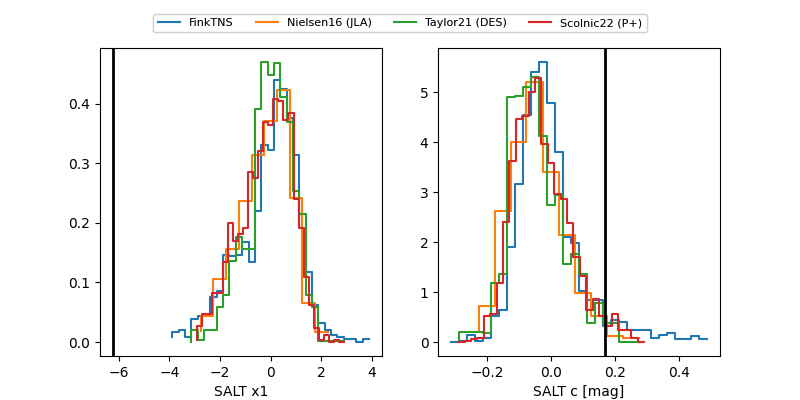 FinkTNS Nielsen16 (JLA) Taylor21 (DES) Scolnic22 (P+)
0.4
0.3
0.2
0.1
0.0
−6 −4 −2 0 2 4
SALT x1
5
4
3
2
1
0
−0.2 0.0 0.2 0.4
SALT c [mag]